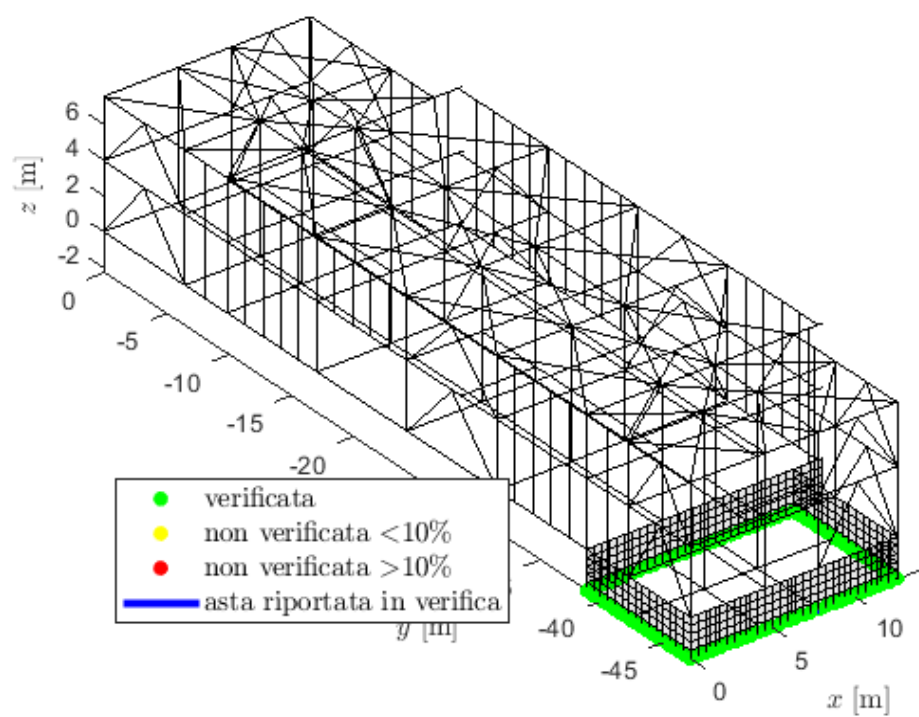 6
4
2
0
-2
z [m]
0
-5
-10
-15
-20
verificata
non verificata <10%
non verificata >10%
asta riportata in verifica
y [m]
-40
-45
10
5
0
x [m]